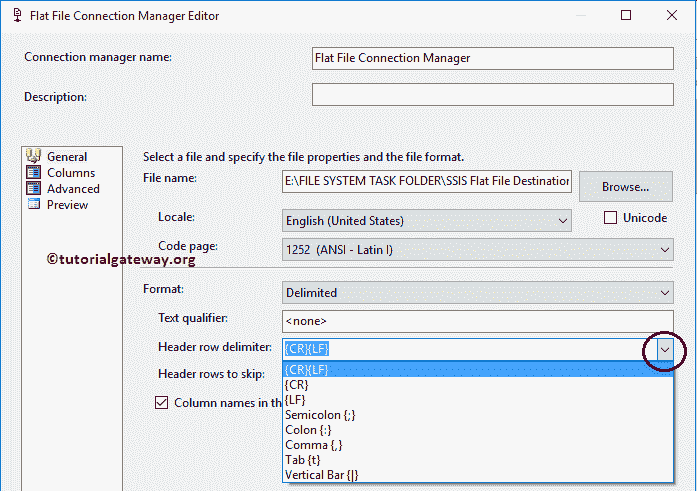 Flat File Connection Manager Editor
Connection manager name: Flat File Connection Manager
Description:
General
Columns
Advanced
Preview
©tutorialgateway.org
Select a file and specify the file properties and the file format.
File name: E:\FILE SYSTEM TASK FOLDER\SSIS Flat File Destination Browse...
Locale: English (United States) Unicode
Code page: 1252 (ANSI - Latin I)
Format: Delimited
Text qualifier: <none>
Header row delimiter: {CR}{LF}
Header rows to skip:
Column names in th
{CR}{LF}
{CR}
{LF}
Semicolon {;}
Colon {:}
Comma {,}
Tab {t}
Vertical Bar {|}